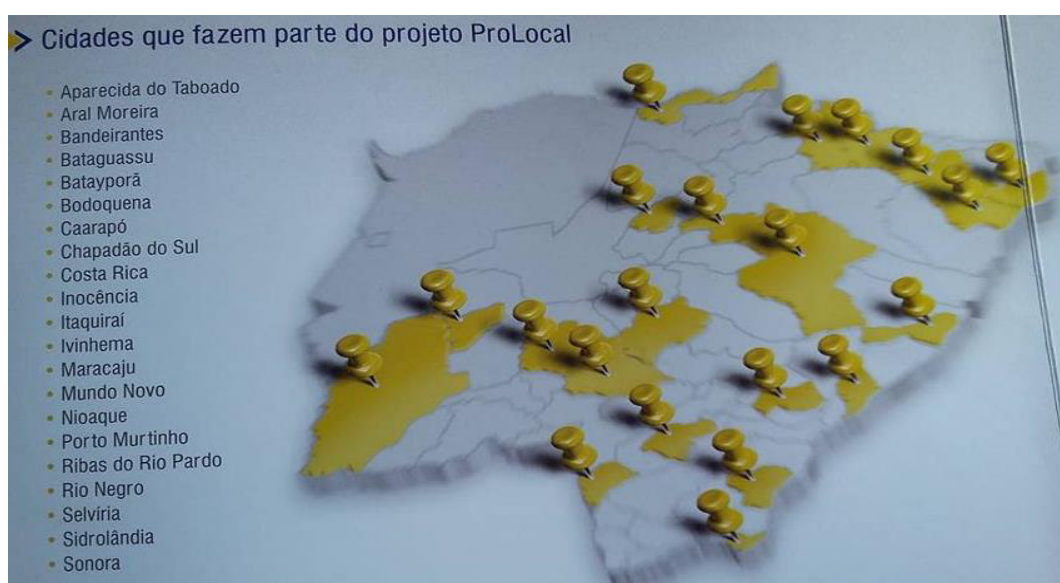 Cidades que fazem parte do projeto ProLocal
• Aparecida do Taboado
• Aral Moreira
• Bandeirantes
• Bataguassu
• Batayporã
• Bodoquena
• Caarapó
• Chapadão do Sul
• Costa Rica
• Inocência
• Itaquiraí
• Ivinhema
• Maracaju
• Mundo Novo
• Nioaque
• Porto Murtinho
• Ribas do Rio Pardo
• Rio Negro
• Selvíria
• Sidrolândia
• Sonora